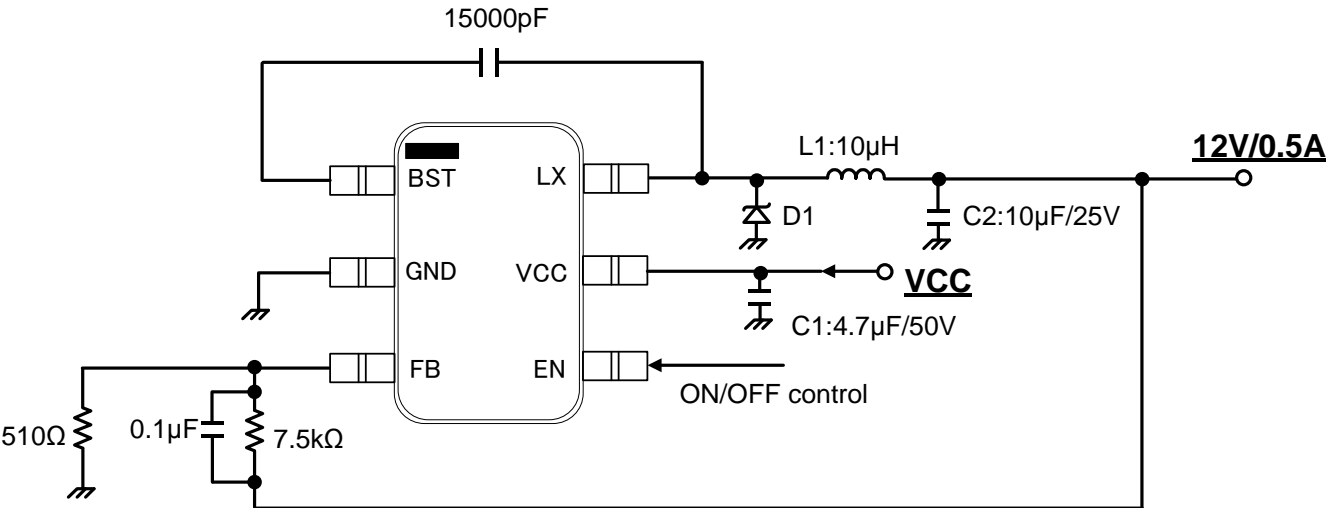 15000pF
L1:10µH
12V/0.5A
BST
LX
D1
C2:10µF/25V
GND
VCC
VCC
C1:4.7µF/50V
FB
EN
ON/OFF control
510Ω
0.1µF
7.5kΩ